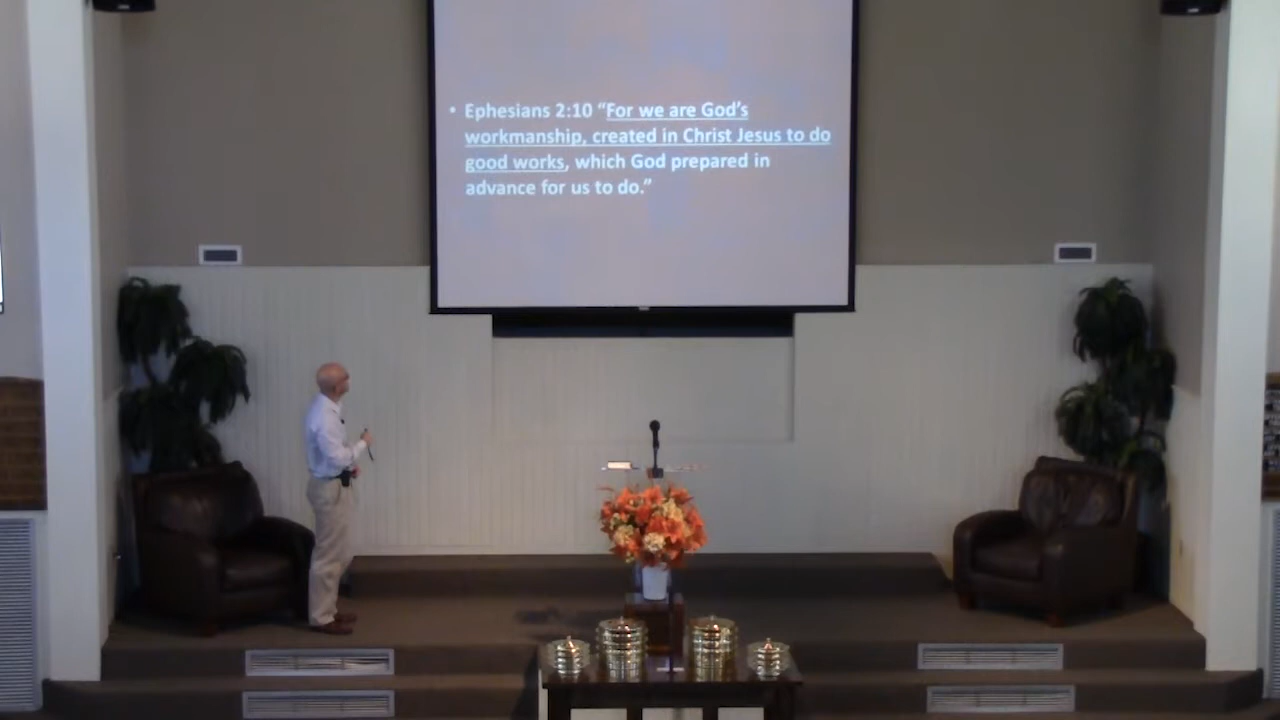 • Ephesians 2:10 “For we are God’s
workmanship, created in Christ Jesus to do
good works, which God prepared in
advance for us to do.”